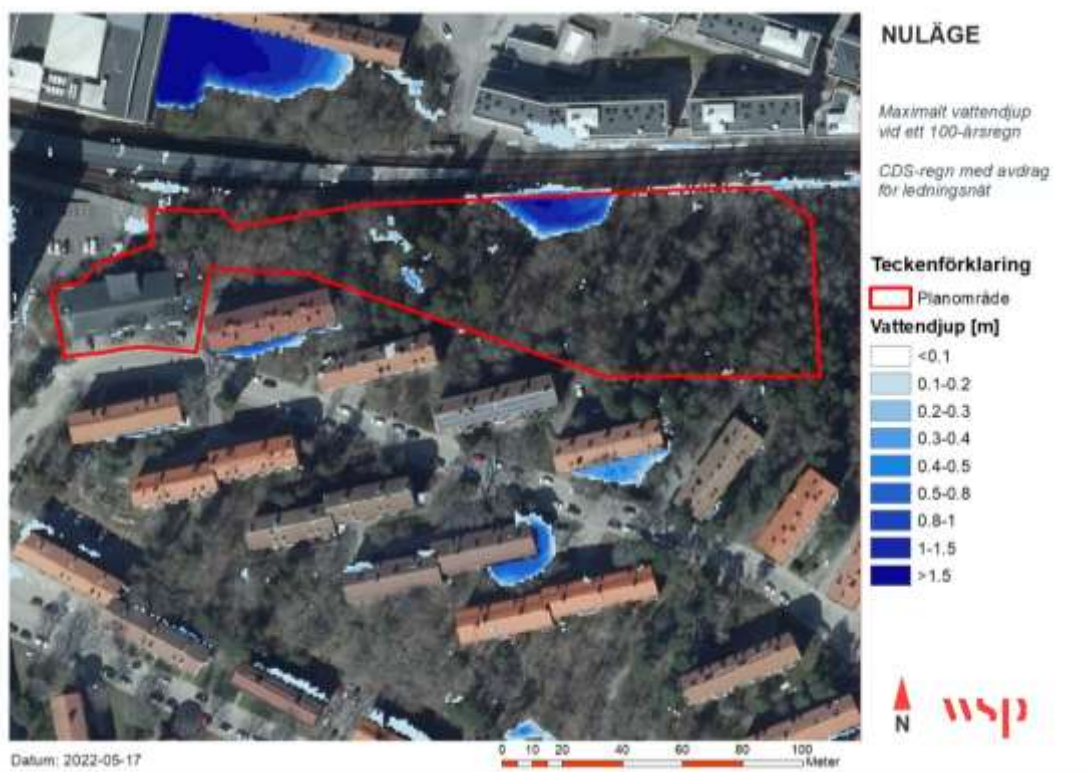 NULÄGE
Maximalt vattendjup
vid ett 100-årsregn
CDS-regn med avdrag
för ledningsnät
Teckenförklaring
Planområde
Vattendjup [m]
<0.1
0.1-0.2
0.2-0.3
0.3-0.4
0.4-0.5
0.5-0.8
0.8-1
1-1.5
>1.5
N
wsp
Datum: 2022-05-17
0 10 20 40 60 80 100
Meter